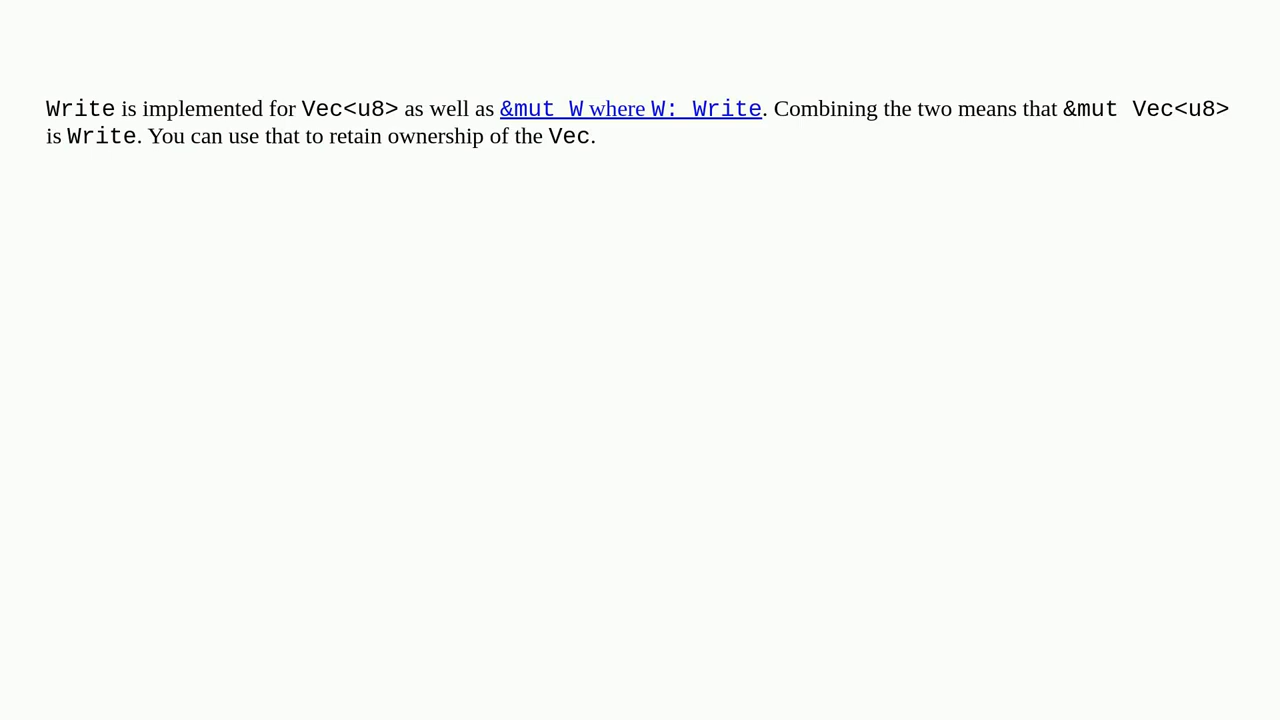 Write is implemented for Vec<u8> as well as &mut W where W: Write. Combining the two means that &mut Vec<u8>
is Write. You can use that to retain ownership of the Vec.